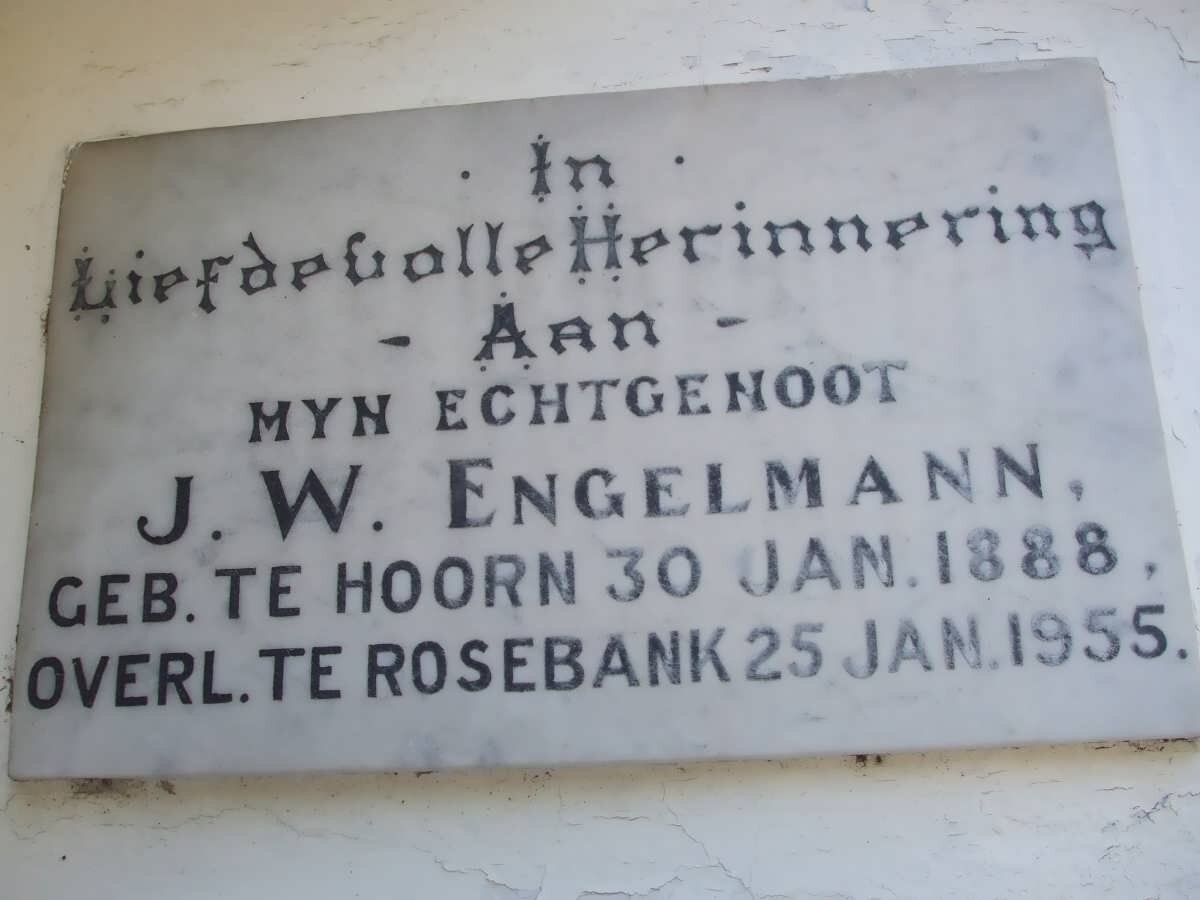 · In ·
Liefdevolle Herinnering
- Aan -
MYN ECHTGENOOT
J. W. ENGELMANN,
GEB. TE HOORN 30 JAN. 1888,
OVERL. TE ROSEBANK 25 JAN. 1955.